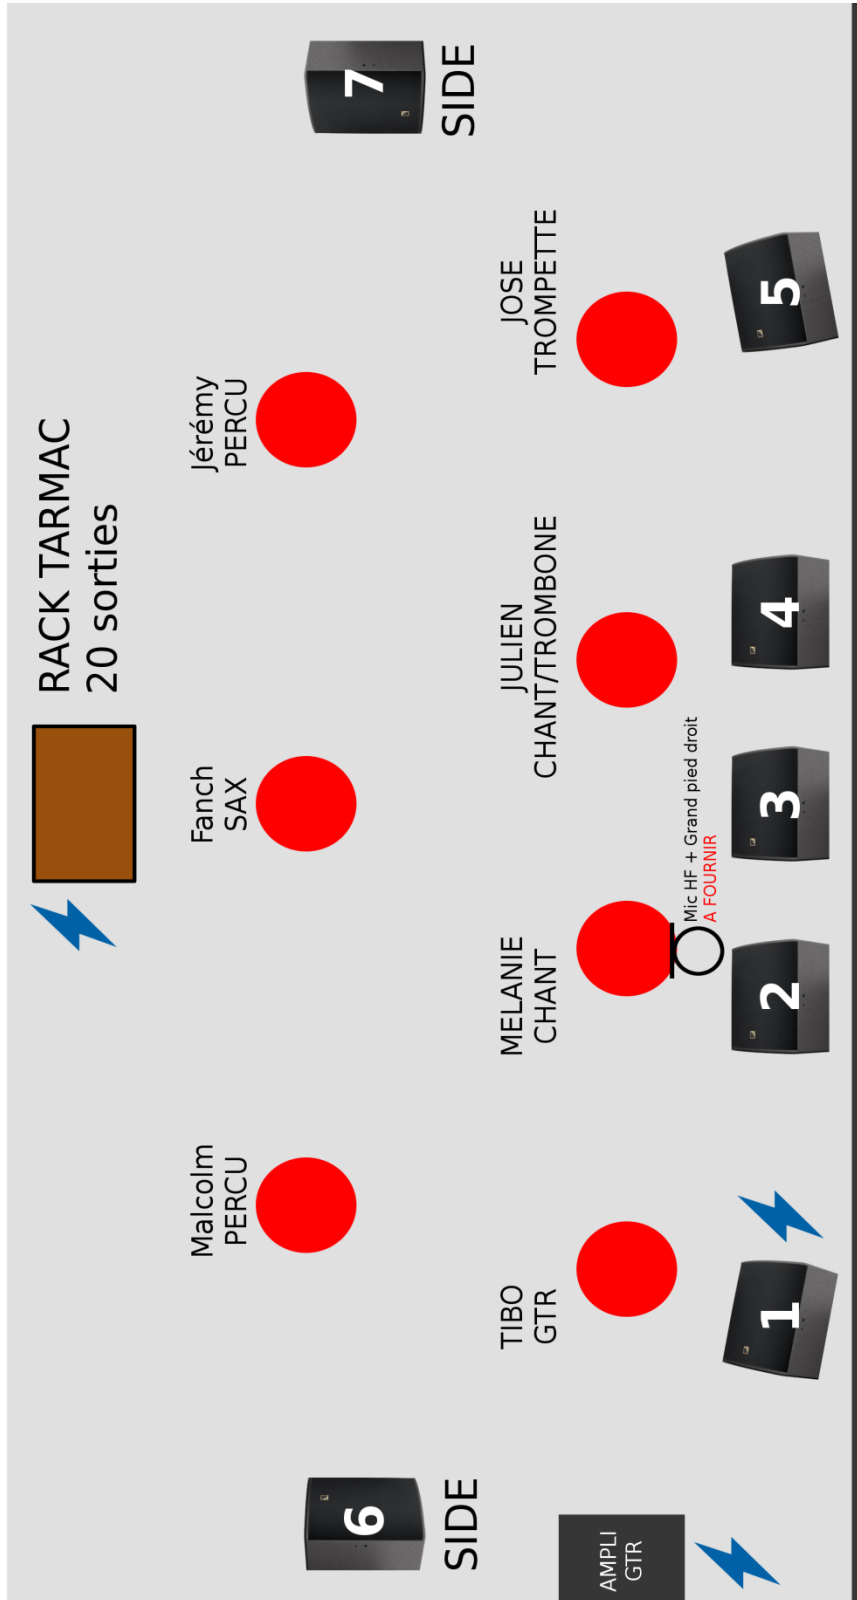 RACK TARMAC
20 sorties
Malcolm
PERCU
Fanch
SAX
Jérémy
PERCU
6
SIDE
7
SIDE
TIBO
GTR
MELANIE
CHANT
JULIEN
CHANT/TROMBONE
JOSE
TROMPETTE
AMPLI
GTR
Mic HF + Grand pied droit
A FOURNIR
1
2
3
4
5